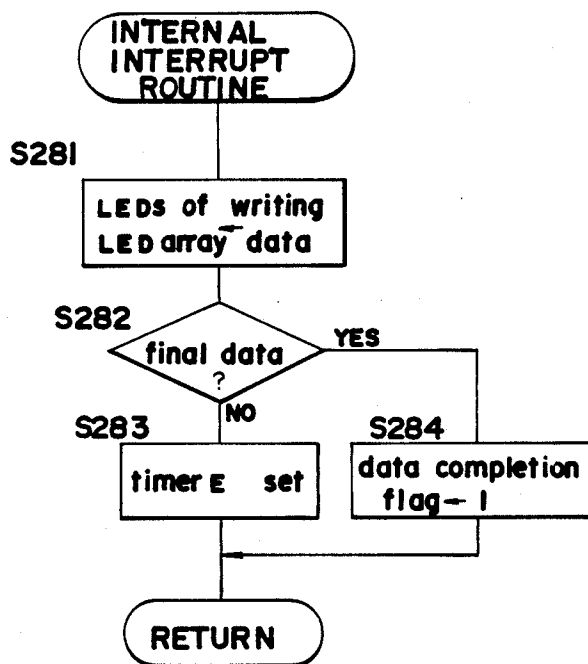 INTERNAL
INTERRUPT
ROUTINE
S281
LEDs of writing
LED array ← data
S282
final data
?
YES
NO
S283
timer E set
S284
data completion
flag ← 1
RETURN